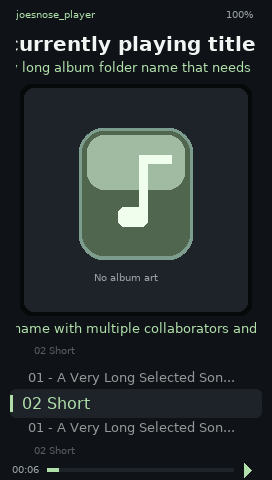 joesnose_player
100%
currently playing title
long album folder name that needs
No album art
name with multiple collaborators and
02 Short
01 - A Very Long Selected Son...
02 Short
01 - A Very Long Selected Son...
02 Short
00:06